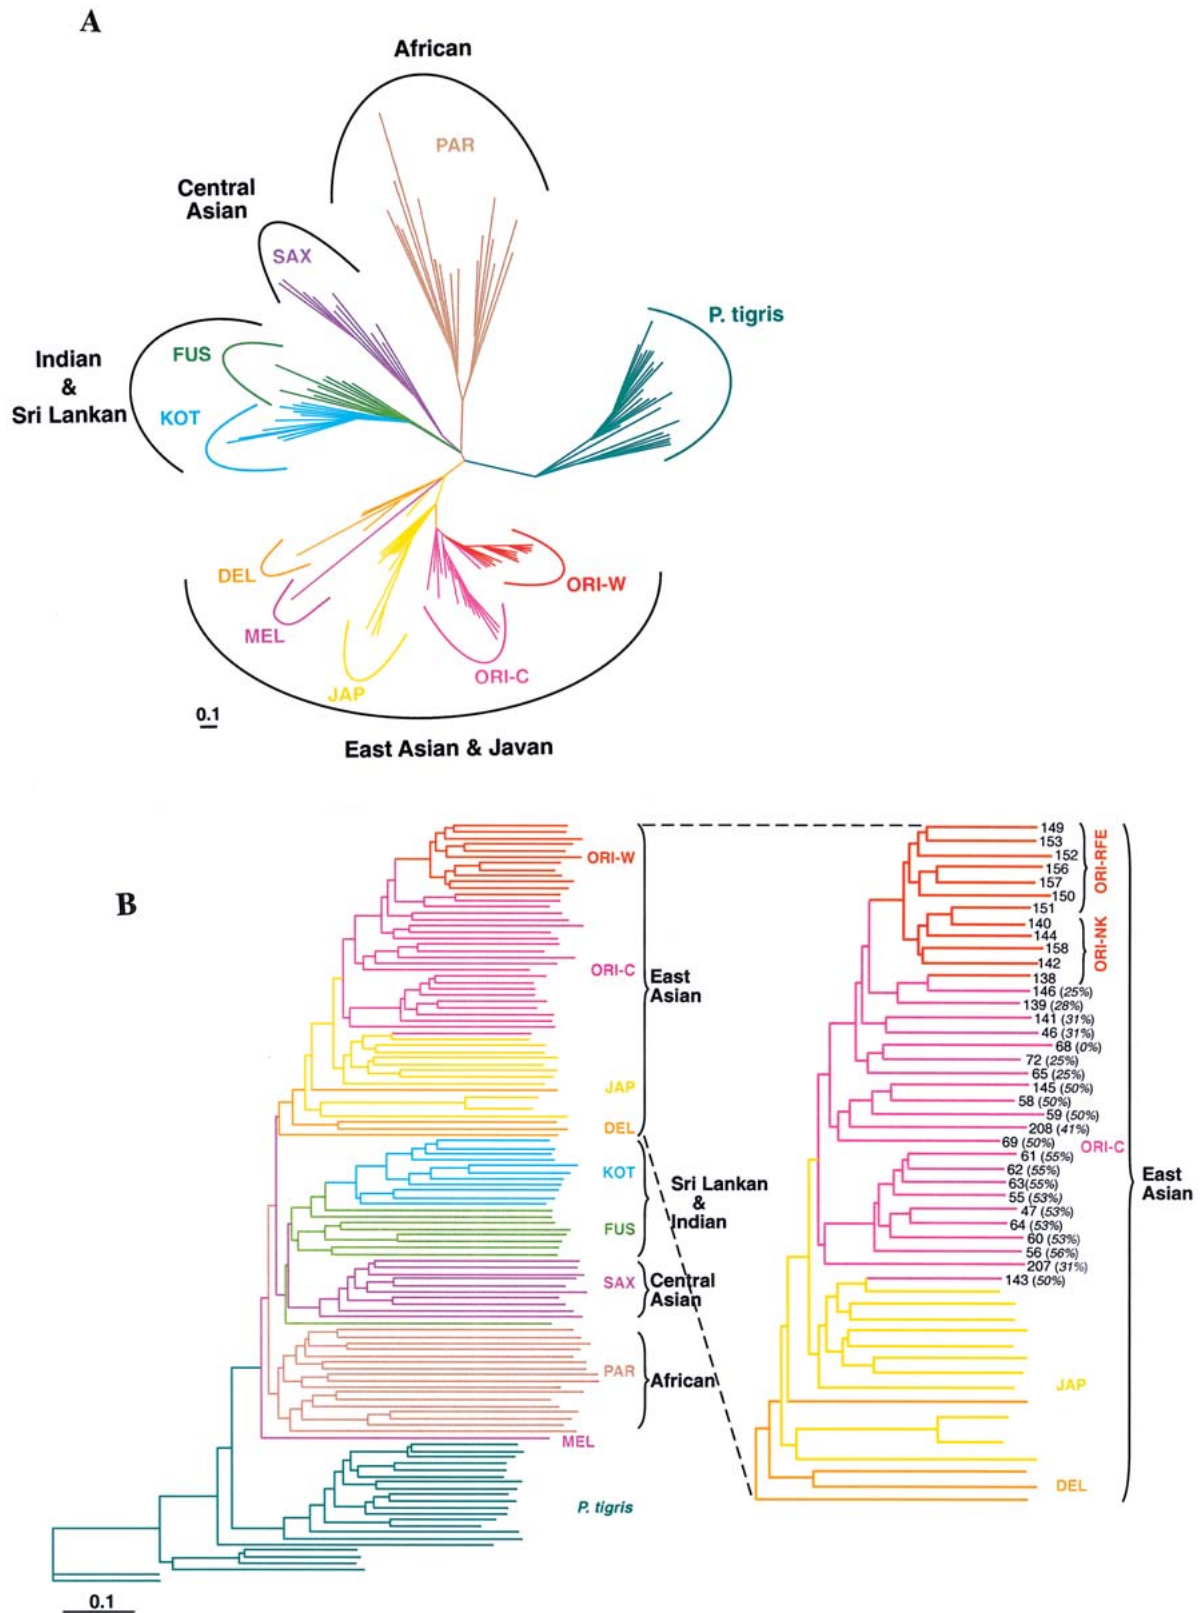 A
African
PAR
Central
Asian
SAX
P. tigris
FUS
Indian
&
Sri Lankan
KOT
DEL
ORI-W
MEL
ORI-C
JAP
0.1
East Asian & Javan
B
ORI-W
ORI-C
East
Asian
JAP
DEL
KOT
Sri Lankan
&
Indian
FUS
SAX
Central
Asian
PAR
African
MEL
P. tigris
0.1
149
153
152
156
157
150
ORI-RFE
151
140
144
158
142
138
ORI-NK
146 (25%)
139 (28%)
141 (31%)
46 (31%)
68 (0%)
72 (25%)
65 (25%)
145 (50%)
58 (50%)
59 (50%)
208 (41%)
69 (50%)
ORI-C
61 (55%)
62 (55%)
63(55%)
55 (53%)
47 (53%)
64 (53%)
60 (53%)
56 (56%)
207 (31%)
143 (50%)
East
Asian
JAP
DEL